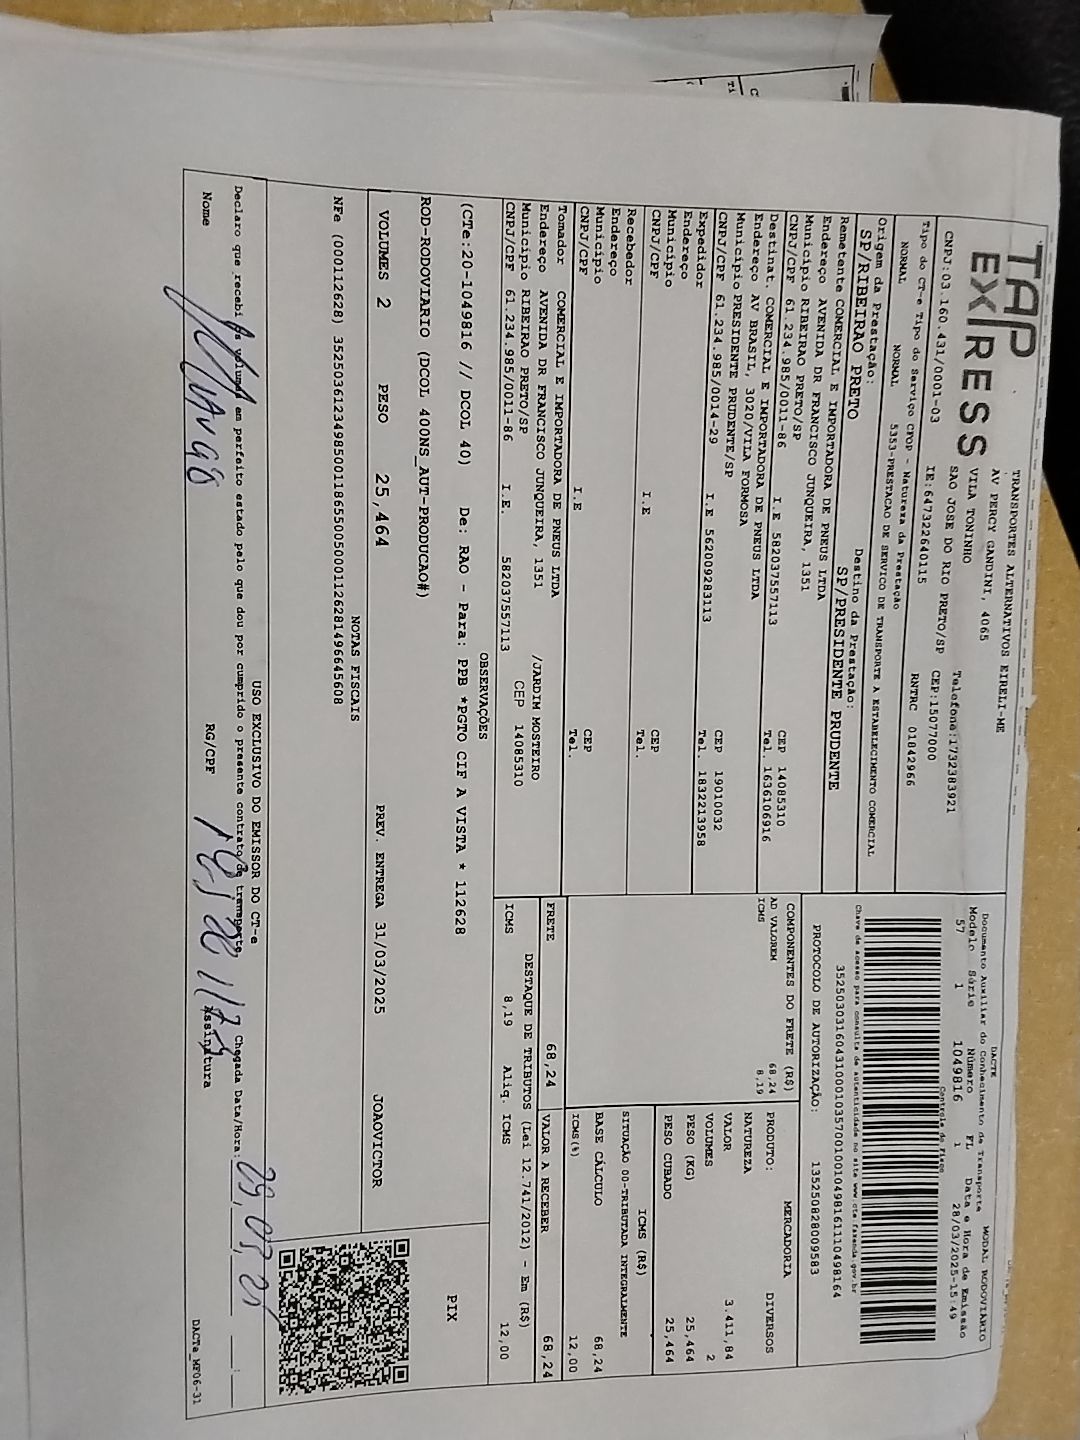 TAP EXPRESS
TRANSPORTES ALTERNATIVOS EIRELI-ME
AV PERCY GANDINI, 4065
VILA TONINHO
SAO JOSE DO RIO PRETO/SP
Telefone:1732383921
CEP:15077000
CNPJ:03.160.431/0001-03
IE:647322640115
RNTRC 01842966
Tipo do CT-e Tipo do Serviço CFOP - Natureza da Prestação
NORMAL NORMAL 5353-PRESTACAO DE SERVICO DE TRANSPORTE A ESTABELECIMENTO COMERCIAL
Origem da Prestação: Destino da Prestação:
SP/RIBEIRAO PRETO SP/PRESIDENTE PRUDENTE
Remetente COMERCIAL E IMPORTADORA DE PNEUS LTDA
Endereço AVENIDA DR FRANCISCO JUNQUEIRA, 1351
Município RIBEIRAO PRETO/SP CEP 14085310
CNPJ/CPF 61.234.985/0011-86 I.E 582037557113 Tel. 1636106916
Destinat. COMERCIAL E IMPORTADORA DE PNEUS LTDA
Endereço AV BRASIL, 3020/VILA FORMOSA
Município PRESIDENTE PRUDENTE/SP CEP 19010032
CNPJ/CPF 61.234.985/0014-29 I.E 562009283113 Tel. 1832213958
Expedidor
Endereço
Município CEP
CNPJ/CPF I.E Tel.
Recebedor
Endereço
Município CEP
CNPJ/CPF I.E Tel.
Tomador COMERCIAL E IMPORTADORA DE PNEUS LTDA
Endereço AVENIDA DR FRANCISCO JUNQUEIRA, 1351 /JARDIM MOSTEIRO
Município RIBEIRAO PRETO/SP CEP 14085310
CNPJ/CPF 61.234.985/0011-86 I.E. 582037557113
DACTE MODAL RODOVIÁRIO
Documento Auxiliar do Conhecimento de Transporte
Modelo Série Número FL Data e Hora de Emissão
57 1 1049816 1 28/03/2025-15:49
Controle do Fisco
Chave de acesso para consulta de autenticidade no site www.cte.fazenda.gov.br
35250303160431000103570010010498161110498164
PROTOCOLO DE AUTORIZAÇÃO: 135250828009583
COMPONENTES DO FRETE (R$)
AD VALOREM 68,24
ICMS 8,19
MERCADORIA
PRODUTO: DIVERSOS
NATUREZA
VALOR 3.411,84
VOLUMES 2
PESO (KG) 25,464
PESO CUBADO 25,464
ICMS (R$)
SITUAÇÃO 00-TRIBUTADA INTEGRALMENTE
BASE CÁLCULO 68,24
ICMS(%) 12,00
FRETE 68,24 VALOR A RECEBER 68,24
DESTAQUE DE TRIBUTOS (Lei 12.741/2012) - Em (R$)
ICMS 8,19 Aliq. ICMS 12,00
OBSERVAÇÕES
(CTe:20-1049816 // DCOL 40) De: RAO - Para: PPB *PGTO CIF A VISTA * 112628
ROD-RODOVIARIO (DCOL 400NS_AUT-PRODUCAO#)
PIX
VOLUMES 2 PESO 25,464 PREV. ENTREGA 31/03/2025 JOAOVICTOR
NOTAS FISCAIS
NFe (000112628) 35250361234985001186550050001126281496645608
USO EXCLUSIVO DO EMISSOR DO CT-e
Declaro que recebi os volumes em perfeito estado pelo que dou por cumprido o presente contrato de transporte Chegada Data/Hora: 29, 03, 25 :
Nome RG/CPF Assinatura
DACTe_MF06-31